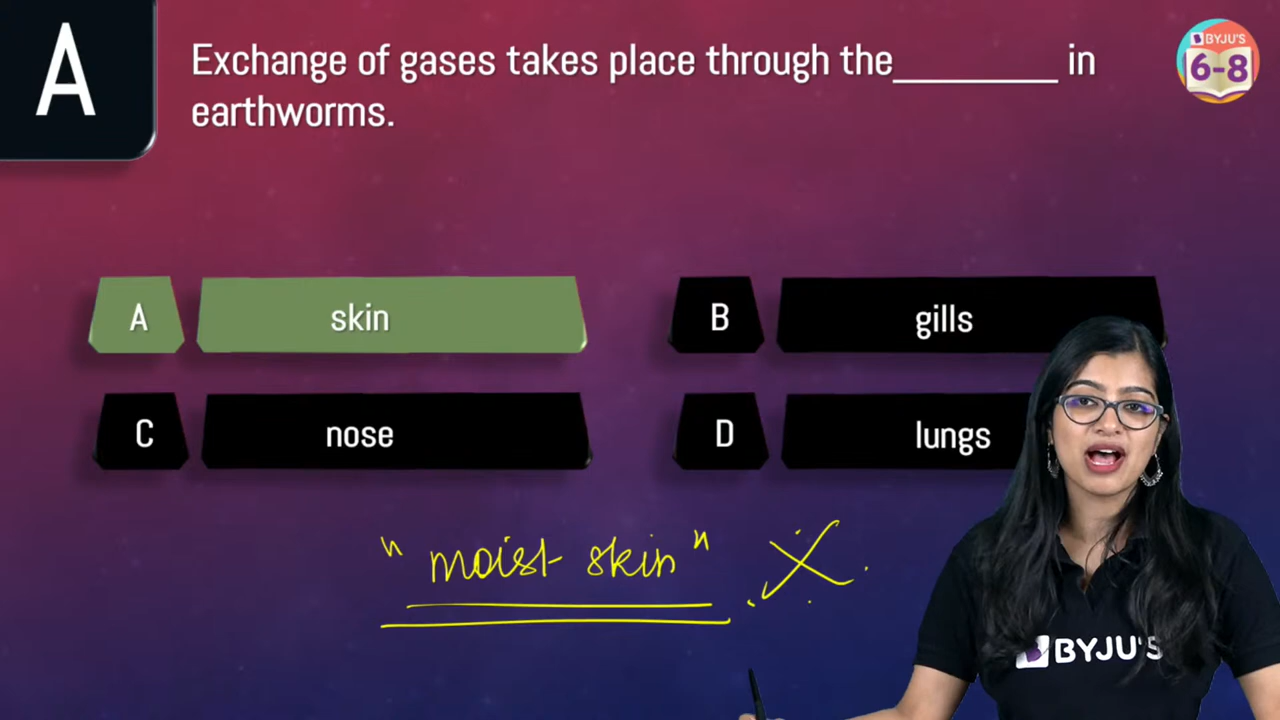 A
Exchange of gases takes place through the________ in
earthworms.
BYJU'S
6-8
A
skin
B
gills
C
nose
D
lungs
"moist skin"
BYJU'S